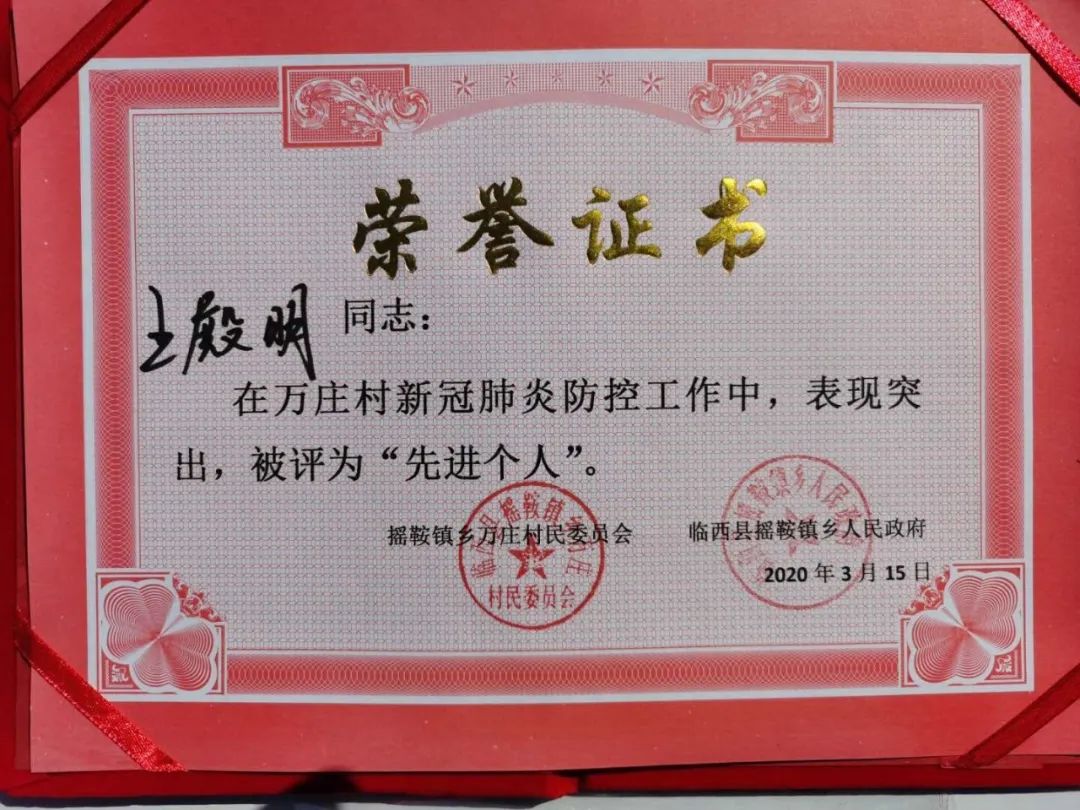 荣誉证书
王殿明 同志：
在万庄村新冠肺炎防控工作中，表现突
出，被评为“先进个人”。
摇鞍镇乡万庄村民委员会 临西县摇鞍镇乡人民政府
2020 年 3 月 15 日
村民委员会